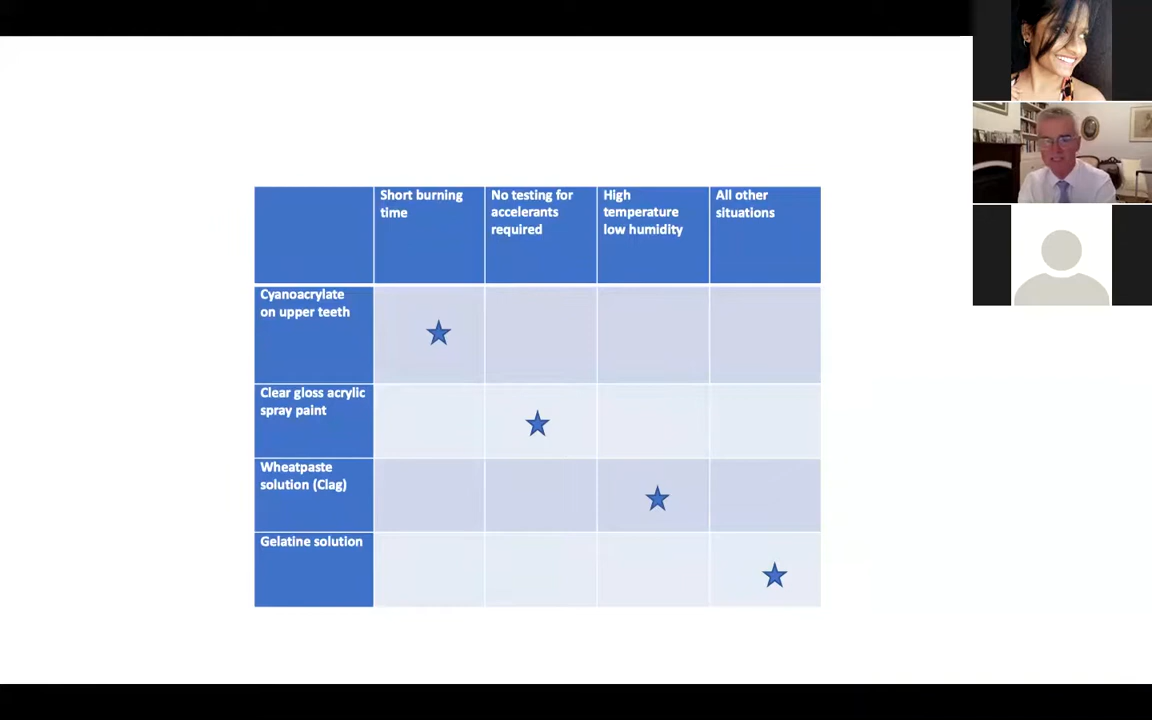 Short burning
time
No testing for
accelerants
required
High
temperature
low humidity
All other
situations
Cyanoacrylate
on upper teeth
Clear gloss acrylic
spray paint
Wheatpaste
solution (Clag)
Gelatine solution